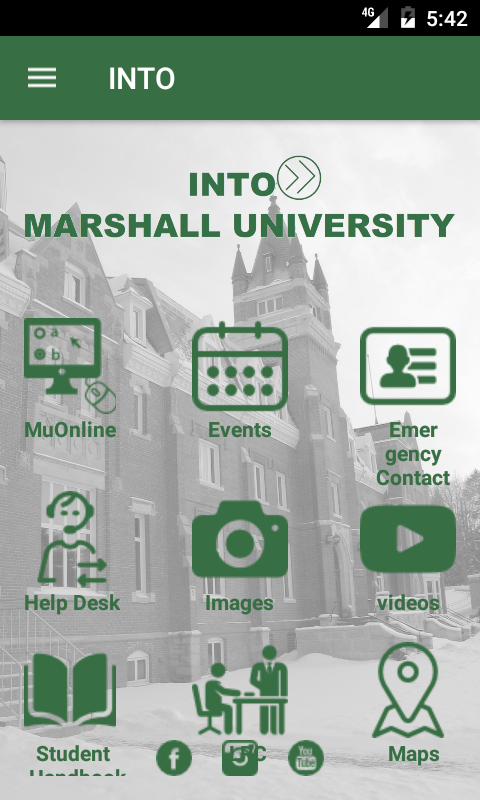 4G 5:42
INTO
INTO
MARSHALL UNIVERSITY
a
b
MuOnline
Events
Emer
gency
Contact
Help Desk
Images
videos
Student
Handbook
Maps
You
Tube